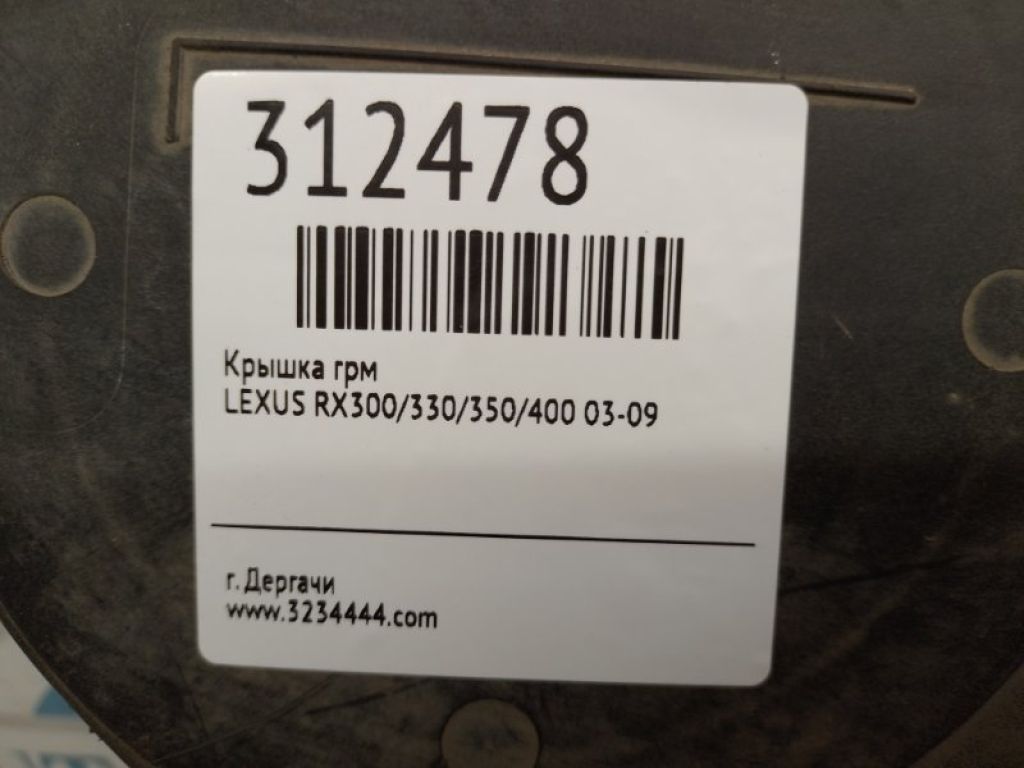 312478
Крышка грм
LEXUS RX300/330/350/400 03-09
г. Дергачи
www.3234444.com